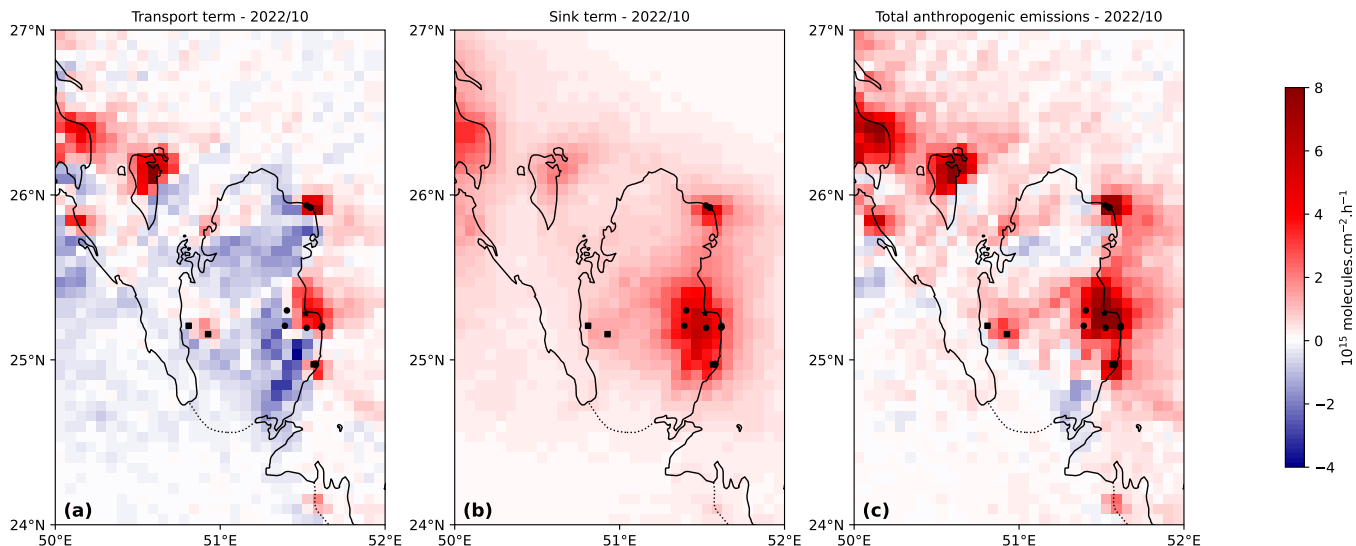 Transport term - 2022/10
Sink term - 2022/10
Total anthropogenic emissions - 2022/10
27°N
26°N
25°N
24°N
50°E
51°E
52°E
(a)
27°N
26°N
25°N
24°N
50°E
51°E
52°E
(b)
27°N
26°N
25°N
24°N
50°E
51°E
52°E
(c)
8
6
4
2
0
−2
−4
10¹⁵ molecules.cm⁻².h⁻¹